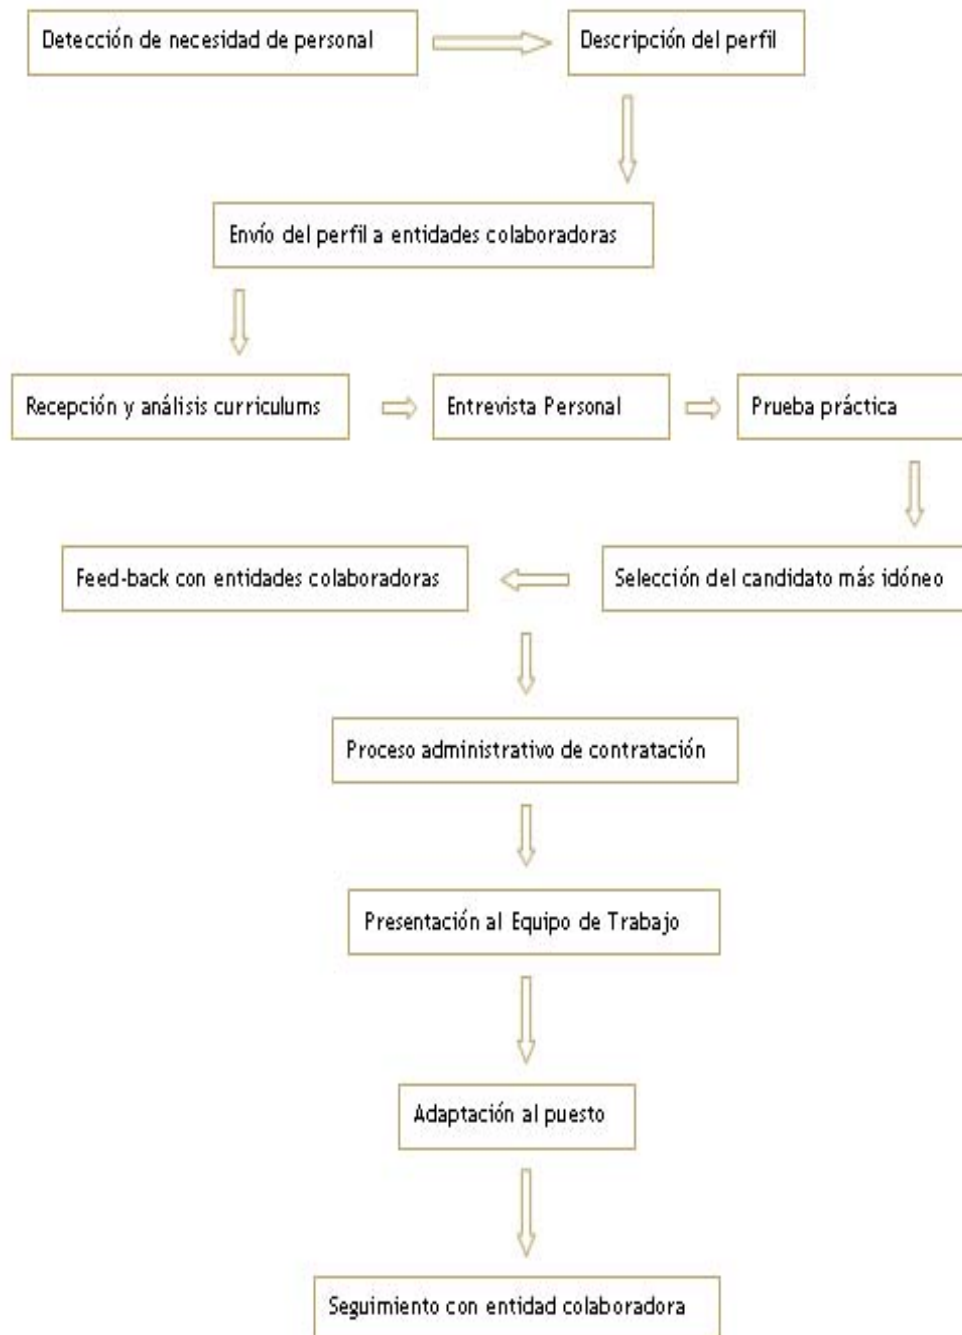 Detección de necesidad de personal
Descripción del perfil
Envío del perfil a entidades colaboradoras
Recepción y análisis curriculums
Entrevista Personal
Prueba práctica
Feed-back con entidades colaboradoras
Selección del candidato más idóneo
Proceso administrativo de contratación
Presentación al Equipo de Trabajo
Adaptación al puesto
Seguimiento con entidad colaboradora